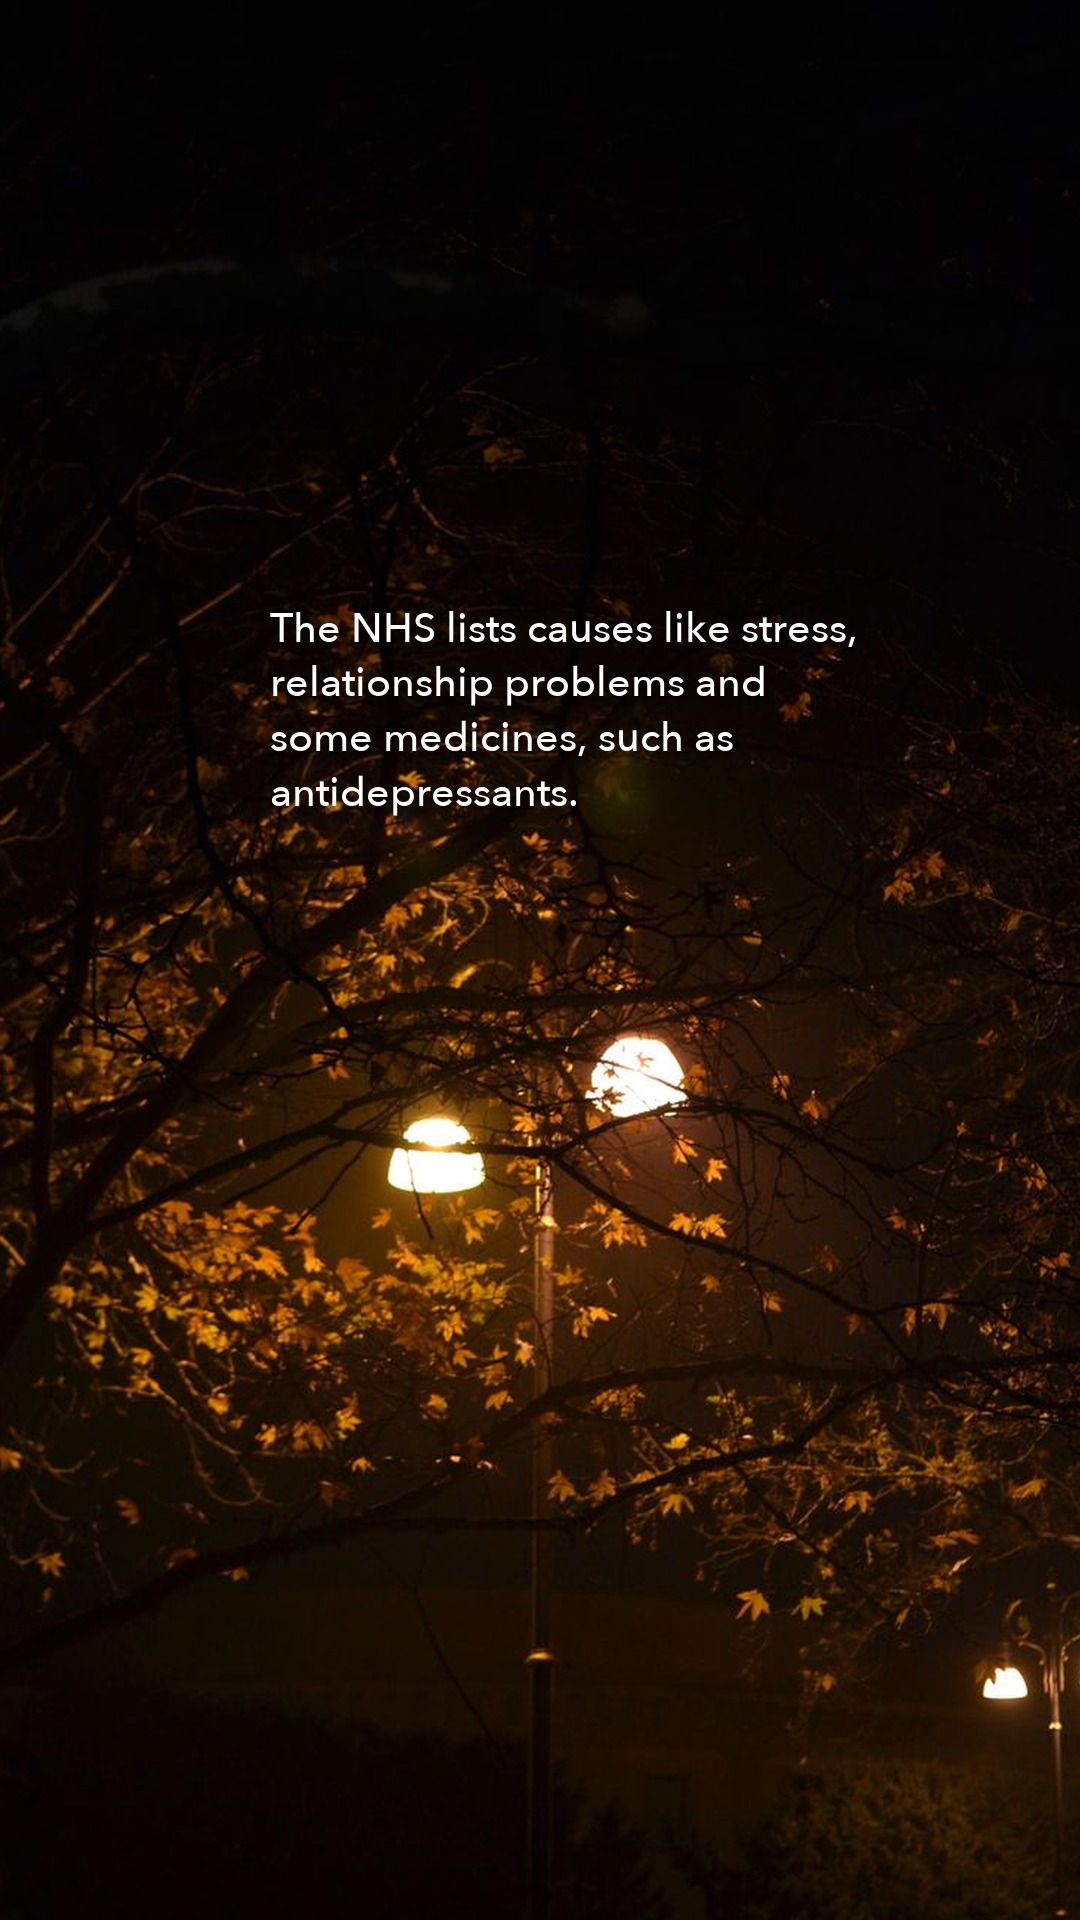 The NHS lists causes like stress,
relationship problems and
some medicines, such as
antidepressants.